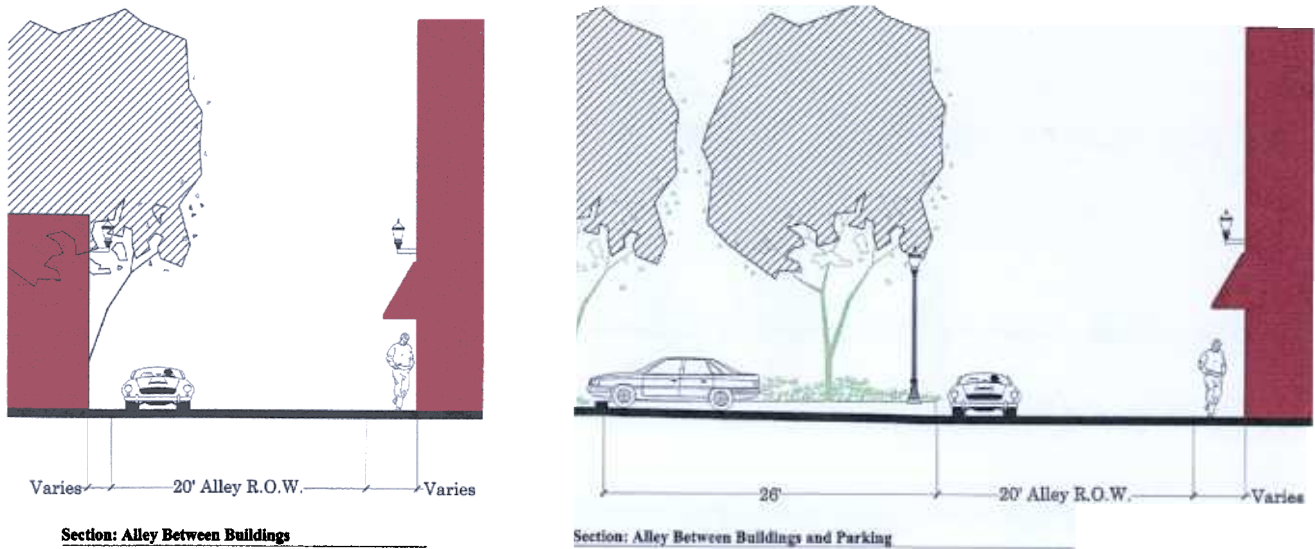 Varies 20' Alley R.O.W. Varies
Section: Alley Between Buildings
26' 20' Alley R.O.W. Varies
Section: Alley Between Buildings and Parking